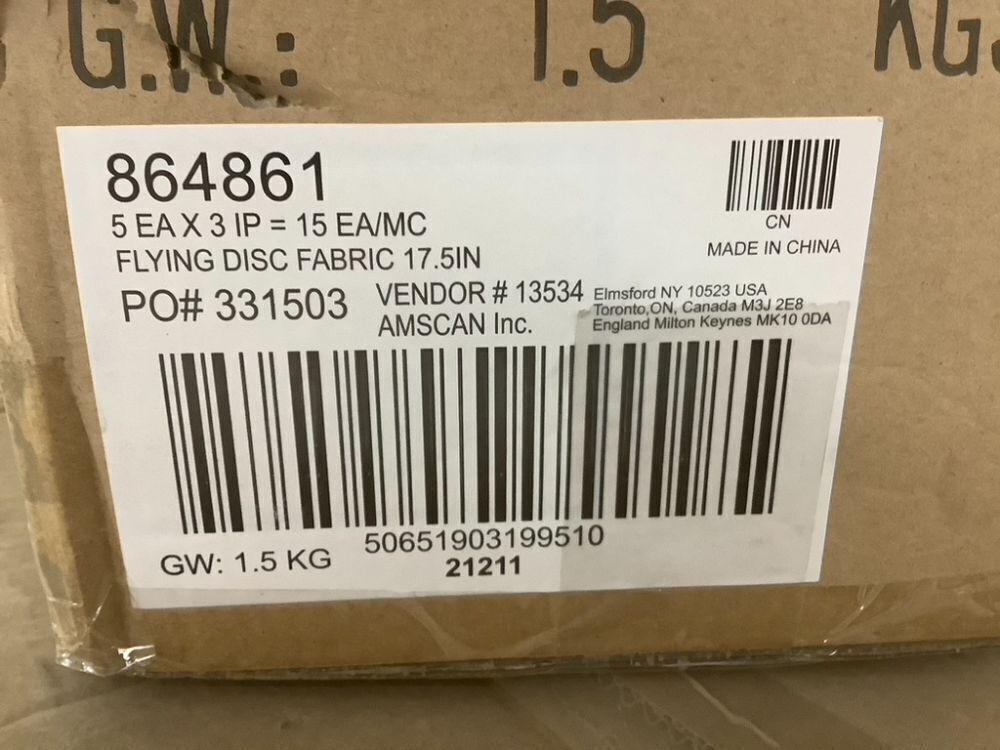 G.W.: 1.5 KGS
864861
5 EA X 3 IP = 15 EA/MC
FLYING DISC FABRIC 17.5IN
CN
MADE IN CHINA
PO# 331503
VENDOR # 13534
AMSCAN Inc.
Elmsford NY 10523 USA
Toronto,ON, Canada M3J 2E8
England Milton Keynes MK10 0DA
50651903199510
21211
GW: 1.5 KG